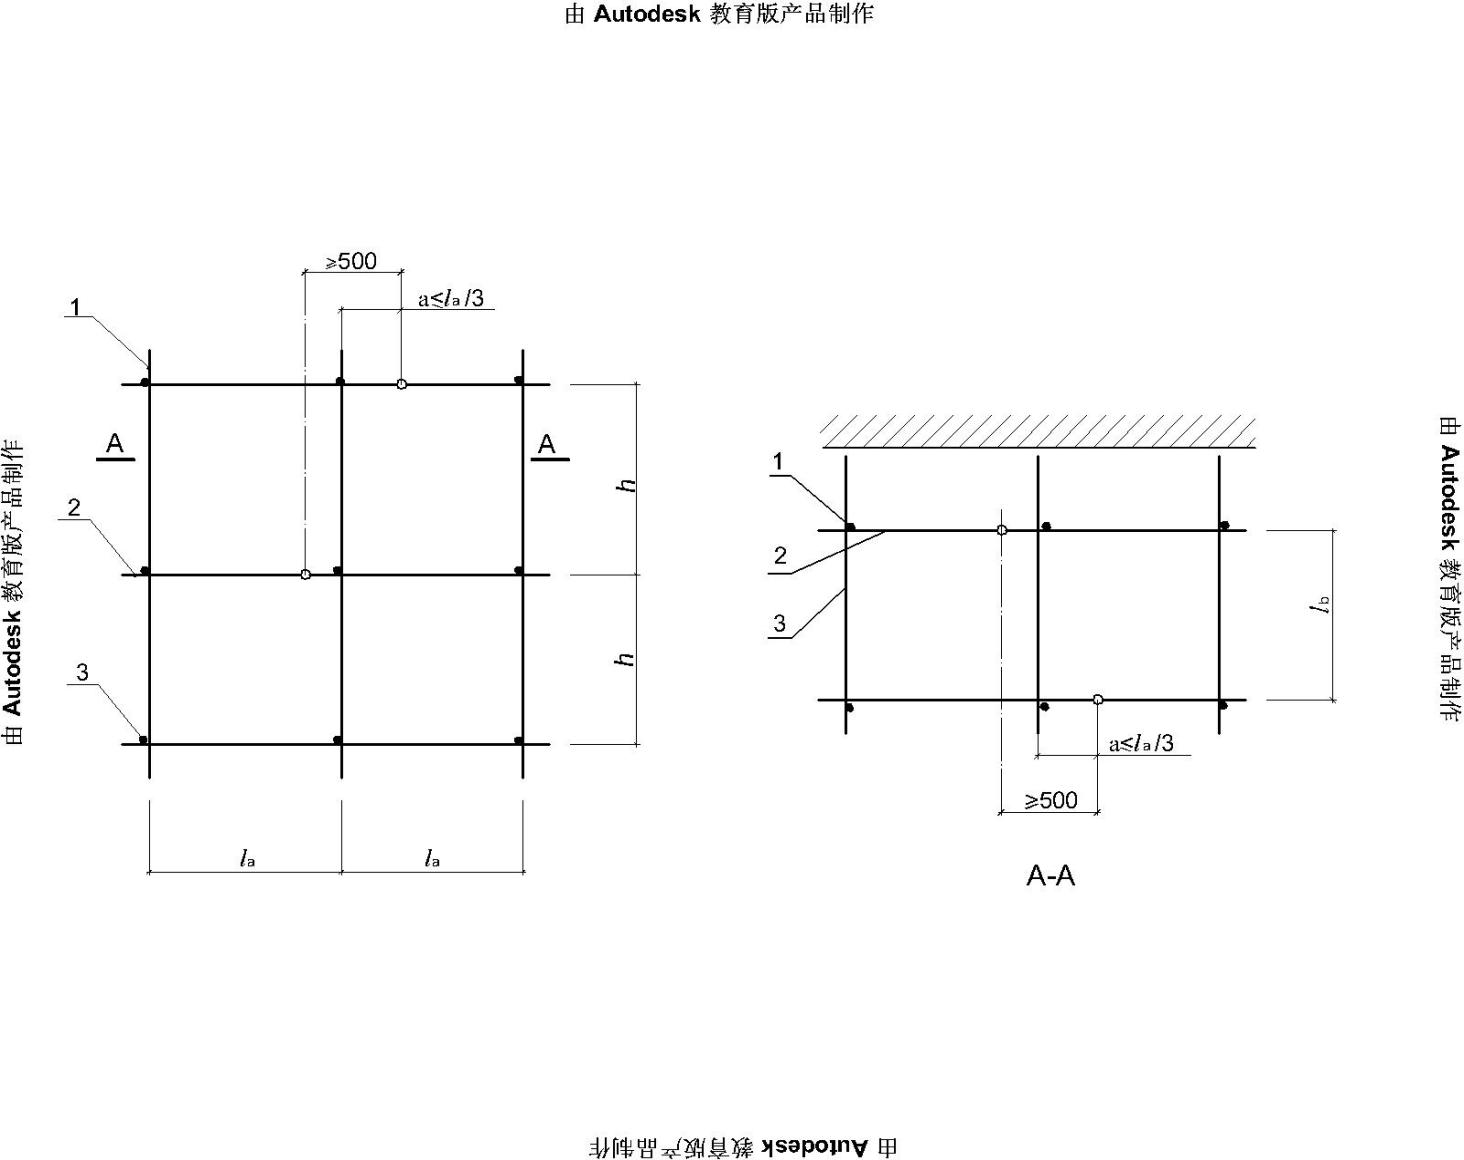 由 Autodesk 教育版产品制作
≥500
a≤la/3
1
A
A
h
2
h
3
la
la
1
2
3
lb
a≤la/3
≥500
A-A
由 Autodesk 教育版产品制作
由 Autodesk 教育版产品制作
由 Autodesk 教育版产品制作